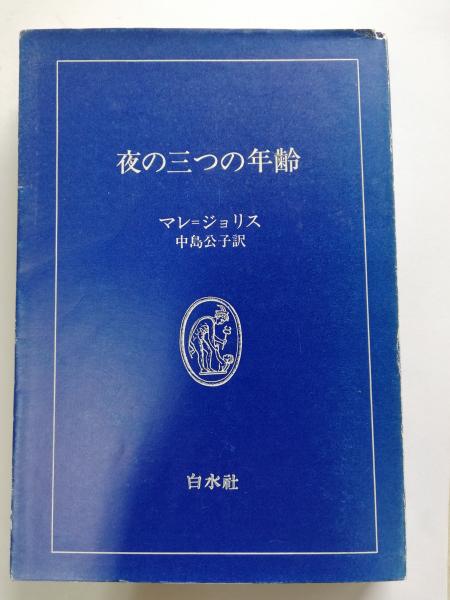 夜の三つの年齢
マレ=ジョリス
中島公子訳
白水社